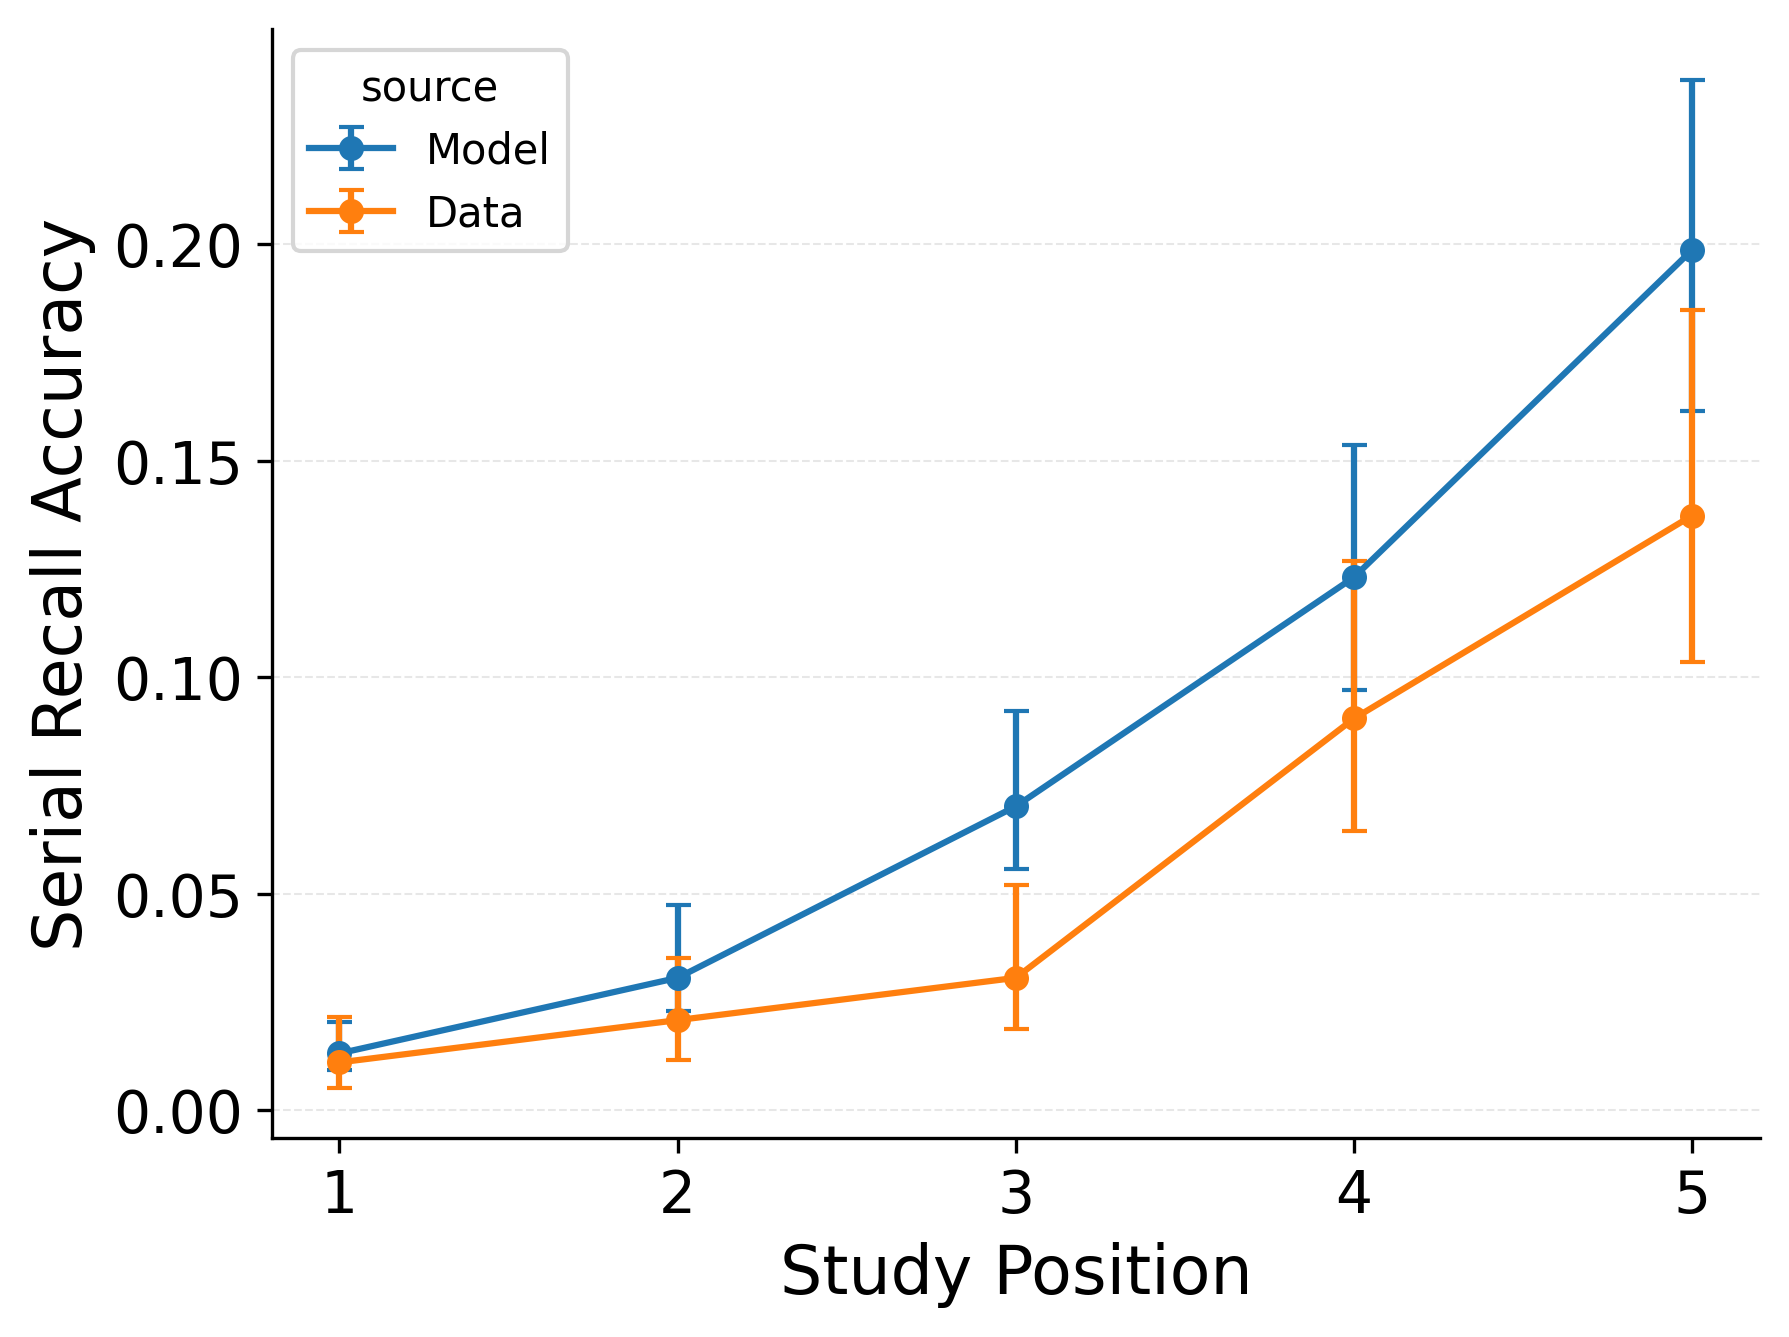 source
Model
Data
Serial Recall Accuracy
0.20
0.15
0.10
0.05
0.00
1 2 3 4 5
Study Position